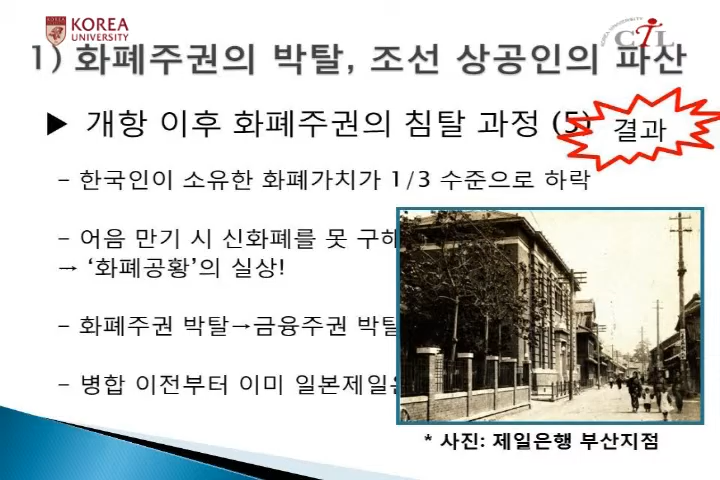 KOREA
UNIVERSITY
KOREA UNIVERSITY
CTL
1) 화폐주권의 박탈, 조선 상공인의 파산
▶ 개항 이후 화폐주권의 침탈 과정 (5)
결과
- 한국인이 소유한 화폐가치가 1/3 수준으로 하락
- 어음 만기 시 신화폐를 못 구해
→ ‘화폐공황’의 실상!
- 화폐주권 박탈→금융주권 박탈
- 병합 이전부터 이미 일본제일은
* 사진: 제일은행 부산지점